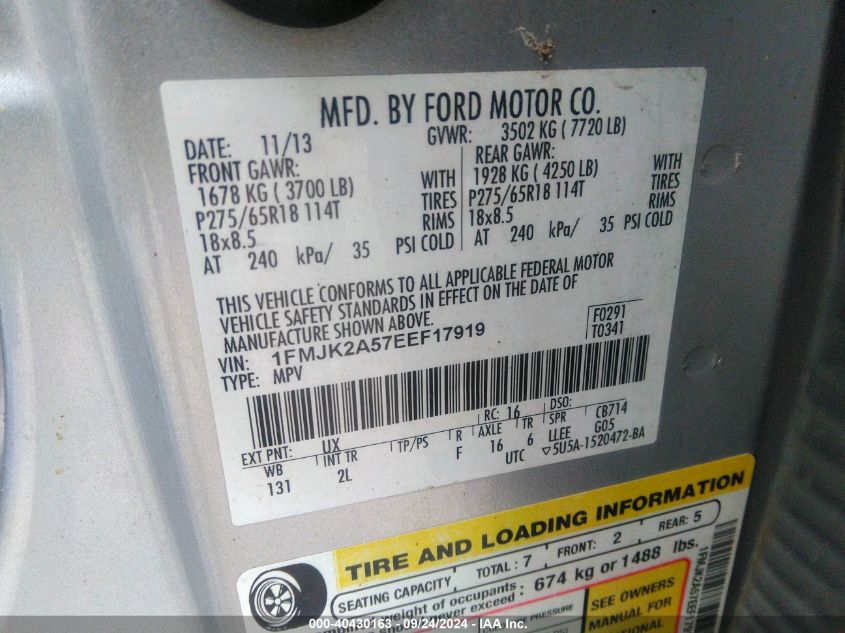 MFD. BY FORD MOTOR CO.
DATE: 11/13 GVWR: 3502 KG ( 7720 LB)
FRONT GAWR: REAR GAWR:
1678 KG ( 3700 LB) WITH 1928 KG ( 4250 LB) WITH
P275/65R18 114T TIRES P275/65R18 114T TIRES
18x8.5 RIMS 18x8.5 RIMS
AT 240 kPa/ 35 PSI COLD AT 240 kPa/ 35 PSI COLD
THIS VEHICLE CONFORMS TO ALL APPLICABLE FEDERAL MOTOR
VEHICLE SAFETY STANDARDS IN EFFECT ON THE DATE OF
MANUFACTURE SHOWN ABOVE.
VIN: 1FMJK2A57EEF17919 F0291
TYPE: MPV T0341
EXT PNT: UX RC: 16 DSO:
WB INT TR TP/PS R AXLE TR SPR CB714
131 2L F 16 6 LLEE G05
UTC ▽5U5A-1520472-BA
TIRE AND LOADING INFORMATION
SEATING CAPACITY TOTAL : 7 FRONT: 2 REAR: 5
weight of occupants
exceed : 674 kg or 1488 lbs.
SEE OWNERS
MANUAL FOR
000-40430163 - 09/24/2024 - IAA Inc.